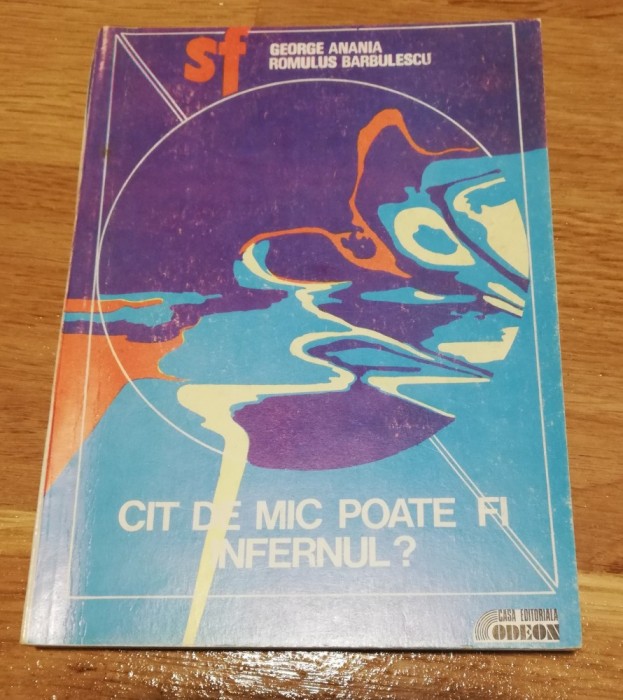 sf
GEORGE ANANIA
ROMULUS BARBULESCU
CIT DE MIC POATE FI
INFERNUL?
CASA EDITORIALA
ODEON